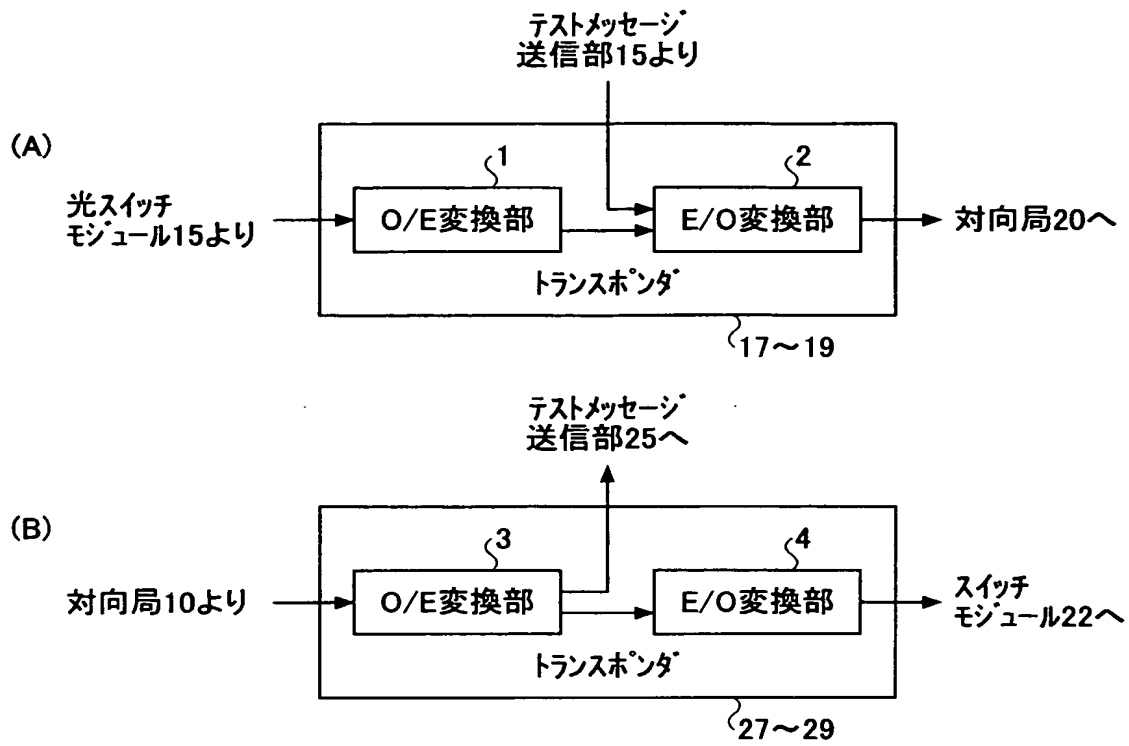 テストメッセージ
送信部15より
(A)
1
2
光スイッチ
モジュール15より
O/E変換部
E/O変換部
対向局20へ
トランスポンダ
17～19
テストメッセージ
送信部25へ
(B)
3
4
対向局10より
O/E変換部
E/O変換部
スイッチ
モジュール22へ
トランスポンダ
27～29